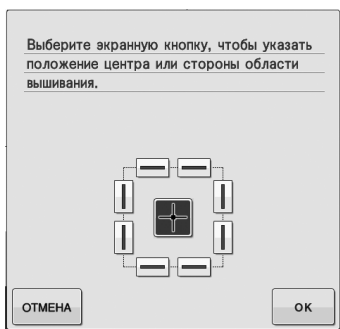 Выберите экранную кнопку, чтобы указать
положение центра или стороны области
вышивания.
ОТМЕНА
OK